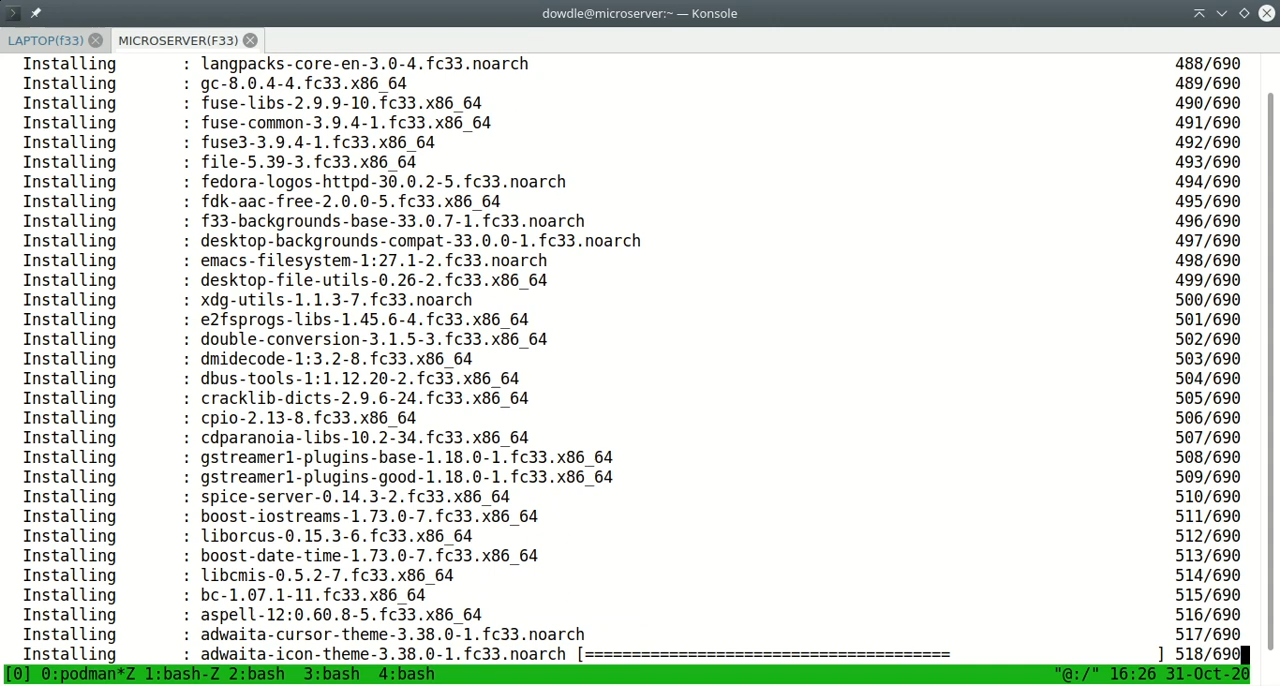 dowdle@microserver:~ — Konsole
LAPTOP(f33) MICROSERVER(F33)
Installing : langpacks-core-en-3.0-4.fc33.noarch 488/690
Installing : gc-8.0.4-4.fc33.x86_64 489/690
Installing : fuse-libs-2.9.9-10.fc33.x86_64 490/690
Installing : fuse-common-3.9.4-1.fc33.x86_64 491/690
Installing : fuse3-3.9.4-1.fc33.x86_64 492/690
Installing : file-5.39-3.fc33.x86_64 493/690
Installing : fedora-logos-httpd-30.0.2-5.fc33.noarch 494/690
Installing : fdk-aac-free-2.0.0-5.fc33.x86_64 495/690
Installing : f33-backgrounds-base-33.0.7-1.fc33.noarch 496/690
Installing : desktop-backgrounds-compat-33.0.0-1.fc33.noarch 497/690
Installing : emacs-filesystem-1:27.1-2.fc33.noarch 498/690
Installing : desktop-file-utils-0.26-2.fc33.x86_64 499/690
Installing : xdg-utils-1.1.3-7.fc33.noarch 500/690
Installing : e2fsprogs-libs-1.45.6-4.fc33.x86_64 501/690
Installing : double-conversion-3.1.5-3.fc33.x86_64 502/690
Installing : dmidecode-1:3.2-8.fc33.x86_64 503/690
Installing : dbus-tools-1:1.12.20-2.fc33.x86_64 504/690
Installing : cracklib-dicts-2.9.6-24.fc33.x86_64 505/690
Installing : cpio-2.13-8.fc33.x86_64 506/690
Installing : cdparanoia-libs-10.2-34.fc33.x86_64 507/690
Installing : gstreamer1-plugins-base-1.18.0-1.fc33.x86_64 508/690
Installing : gstreamer1-plugins-good-1.18.0-1.fc33.x86_64 509/690
Installing : spice-server-0.14.3-2.fc33.x86_64 510/690
Installing : boost-iostreams-1.73.0-7.fc33.x86_64 511/690
Installing : liborcus-0.15.3-6.fc33.x86_64 512/690
Installing : boost-date-time-1.73.0-7.fc33.x86_64 513/690
Installing : libcmis-0.5.2-7.fc33.x86_64 514/690
Installing : bc-1.07.1-11.fc33.x86_64 515/690
Installing : aspell-12:0.60.8-5.fc33.x86_64 516/690
Installing : adwaita-cursor-theme-3.38.0-1.fc33.noarch 517/690
Installing : adwaita-icon-theme-3.38.0-1.fc33.noarch [======================================= ] 518/690
[0] 0:podman*Z 1:bash-Z 2:bash 3:bash 4:bash "@:/" 16:26 31-Oct-20